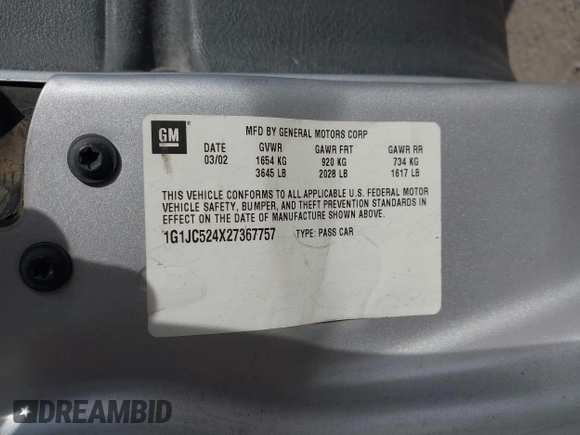 GM
MFD BY GENERAL MOTORS CORP
DATE GVWR GAWR FRT GAWR RR
03/02 1654 KG 920 KG 734 KG
3645 LB 2028 LB 1617 LB
THIS VEHICLE CONFORMS TO ALL APPLICABLE U.S. FEDERAL MOTOR
VEHICLE SAFETY, BUMPER, AND THEFT PREVENTION STANDARDS IN
EFFECT ON THE DATE OF MANUFACTURE SHOWN ABOVE.
1G1JC524X27367757 TYPE: PASS CAR
DREAMBID